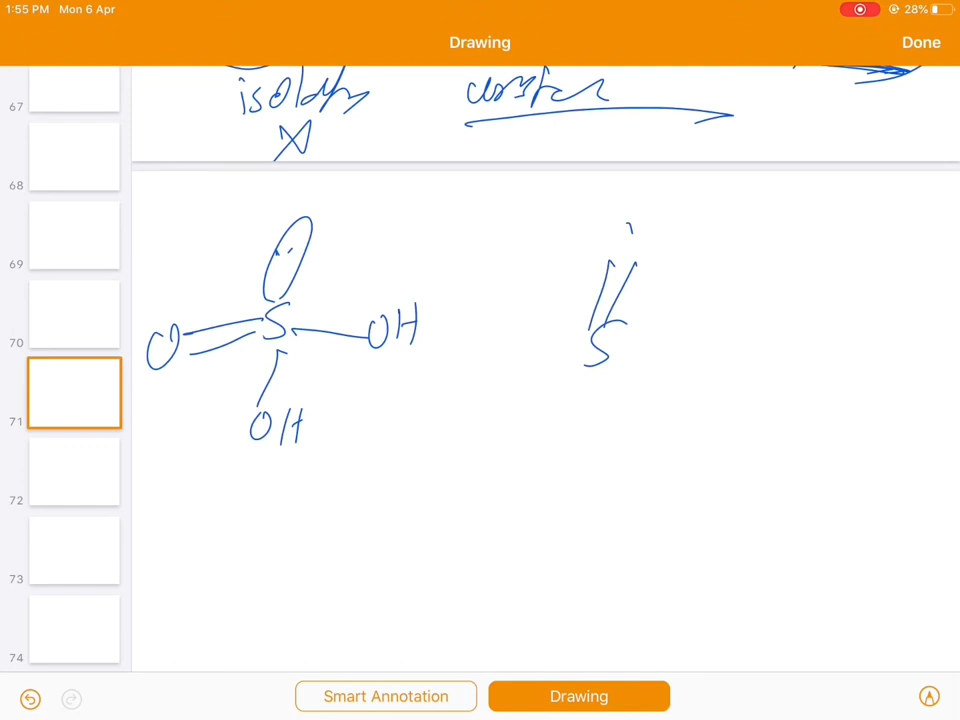 1:55 PM Mon 6 Apr 28%
Drawing
Done
67
68
69
70
71
72
73
74
S
O
OH
OH
S
Smart Annotation
Drawing